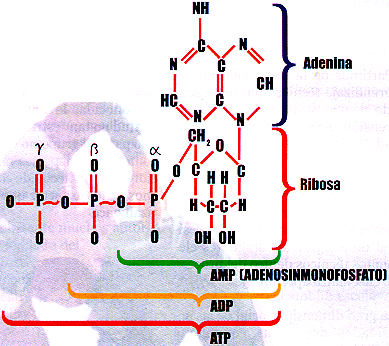 NH
N C N
C
CH
HC C
N N
Adenina
CH2 O
γ β α
O O O O C C
Ribosa
H H
O P ~ O P ~ O P H C C H
O O O OH OH
AMP (ADENOSINMONOFOSFATO)
ADP
ATP